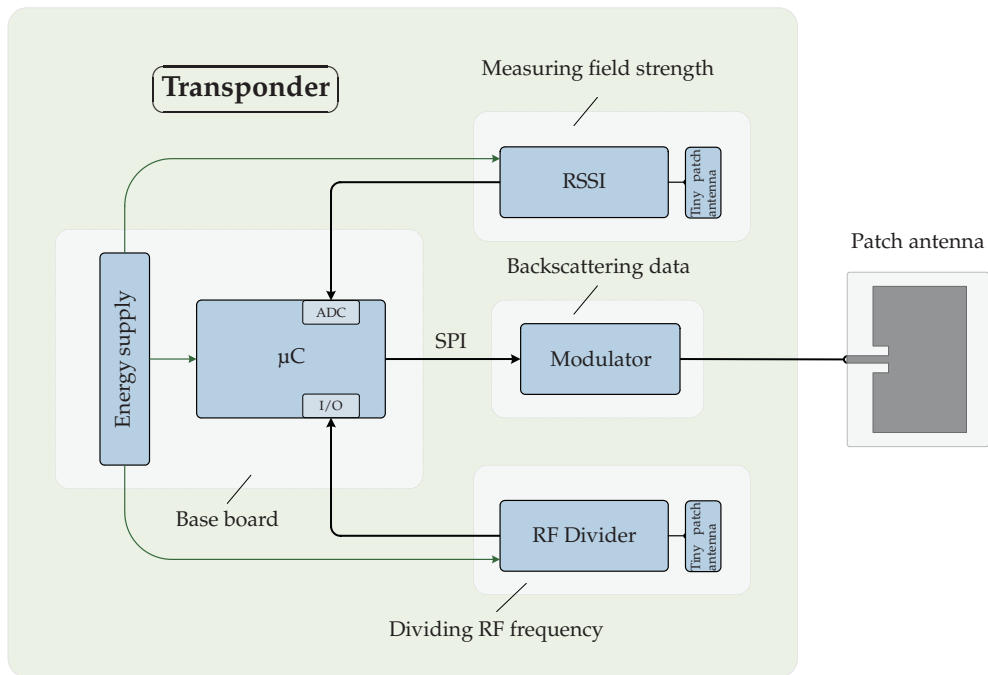 Transponder
Measuring field strength
RSSI
Tiny patch
antenna
Patch antenna
Backscattering data
Energy supply
ADC
µC
SPI
Modulator
I/O
Base board
RF Divider
Tiny patch
antenna
Dividing RF frequency